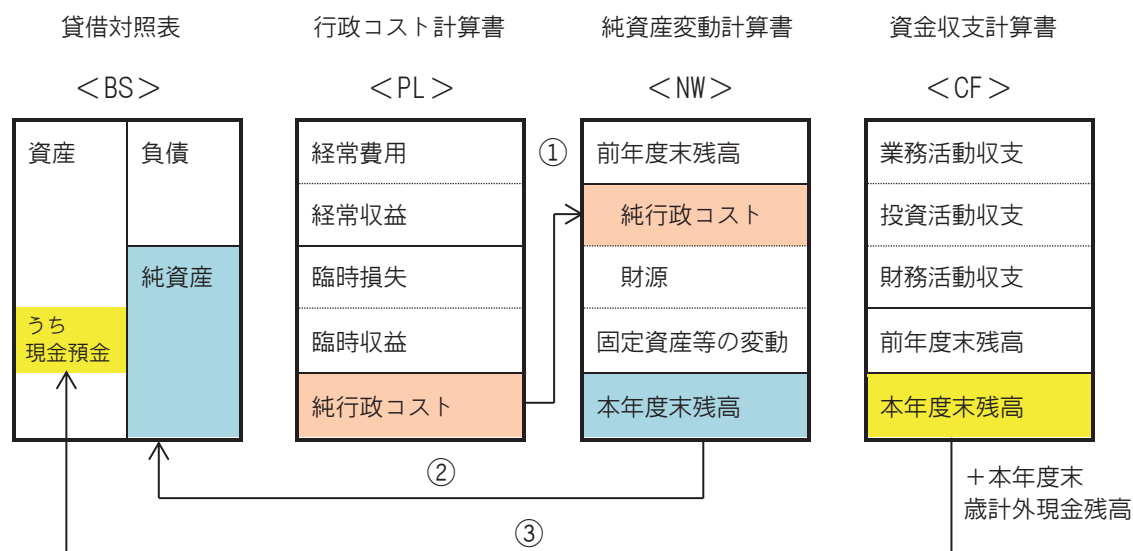 貸借対照表
行政コスト計算書
純資産変動計算書
資金収支計算書
＜BS＞
＜PL＞
＜NW＞
＜CF＞
資産
負債
純資産
うち
現金預金
経常費用
経常収益
臨時損失
臨時収益
純行政コスト
①
前年度末残高
純行政コスト
財源
固定資産等の変動
本年度末残高
業務活動収支
投資活動収支
財務活動収支
前年度末残高
本年度末残高
②
③
＋本年度末
歳計外現金残高